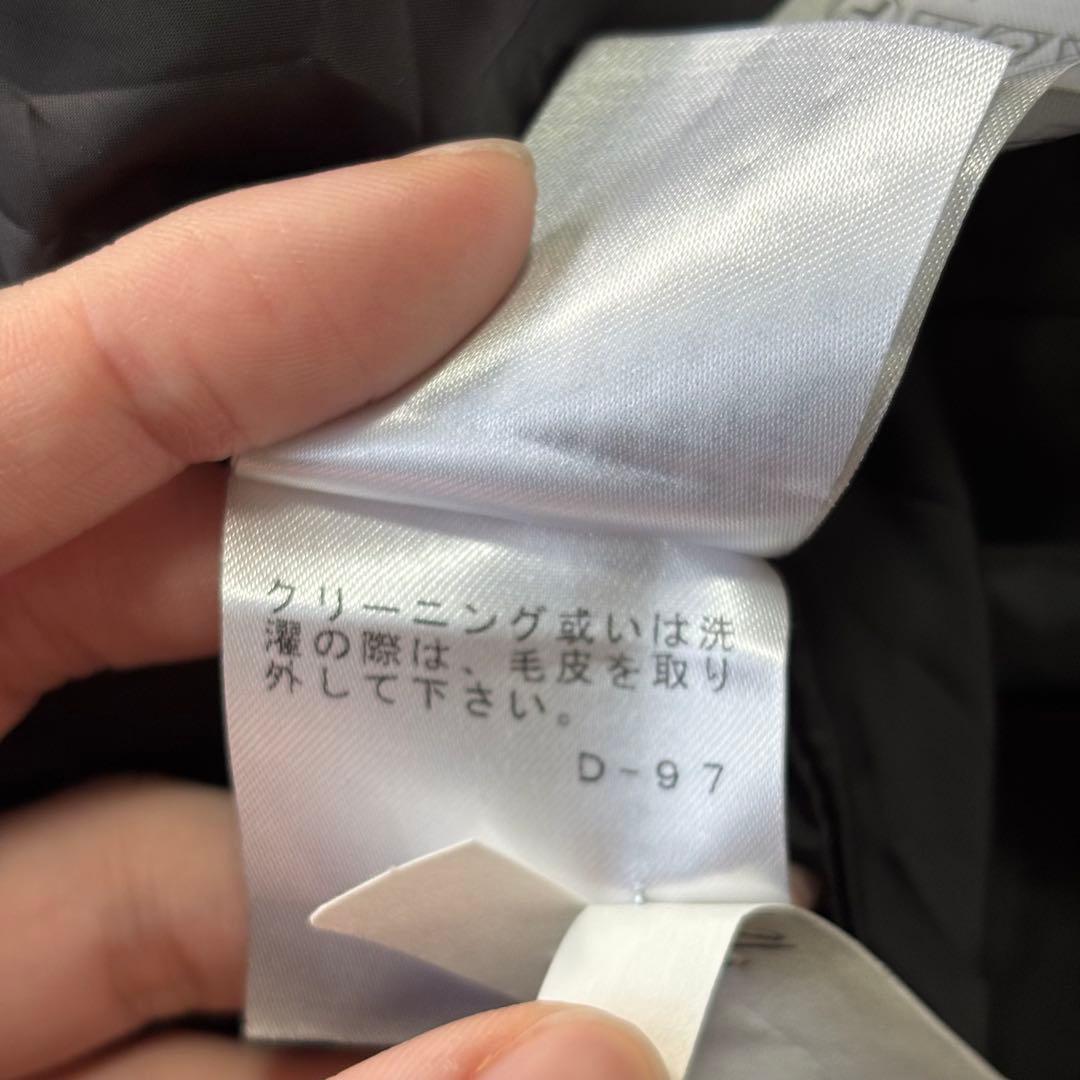 クリーニング或いは洗
濯の際は、毛皮を取り
外して下さい。
D-97